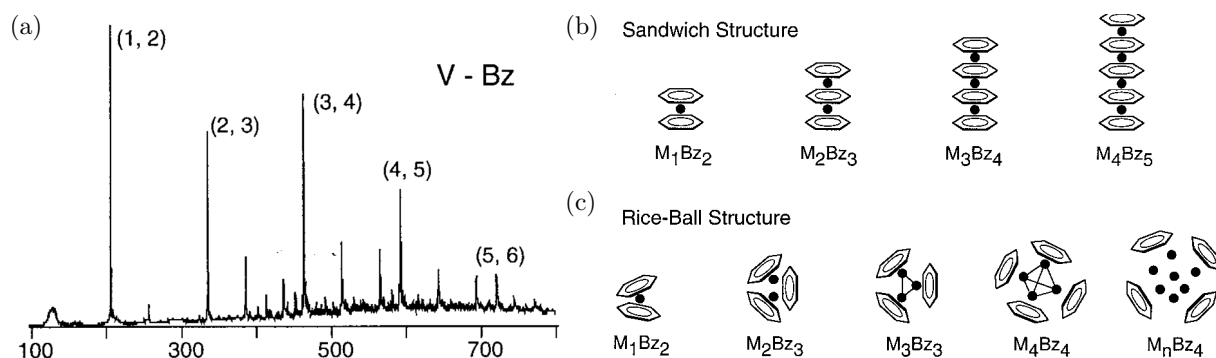 (a)
(1, 2)
V - Bz
(2, 3)
(3, 4)
(4, 5)
(5, 6)
100 300 500 700
(b)
Sandwich Structure
M₁Bz₂ M₂Bz₃ M₃Bz₄ M₄Bz₅
(c)
Rice-Ball Structure
M₁Bz₂ M₂Bz₃ M₃Bz₃ M₄Bz₄ MₙBz₄